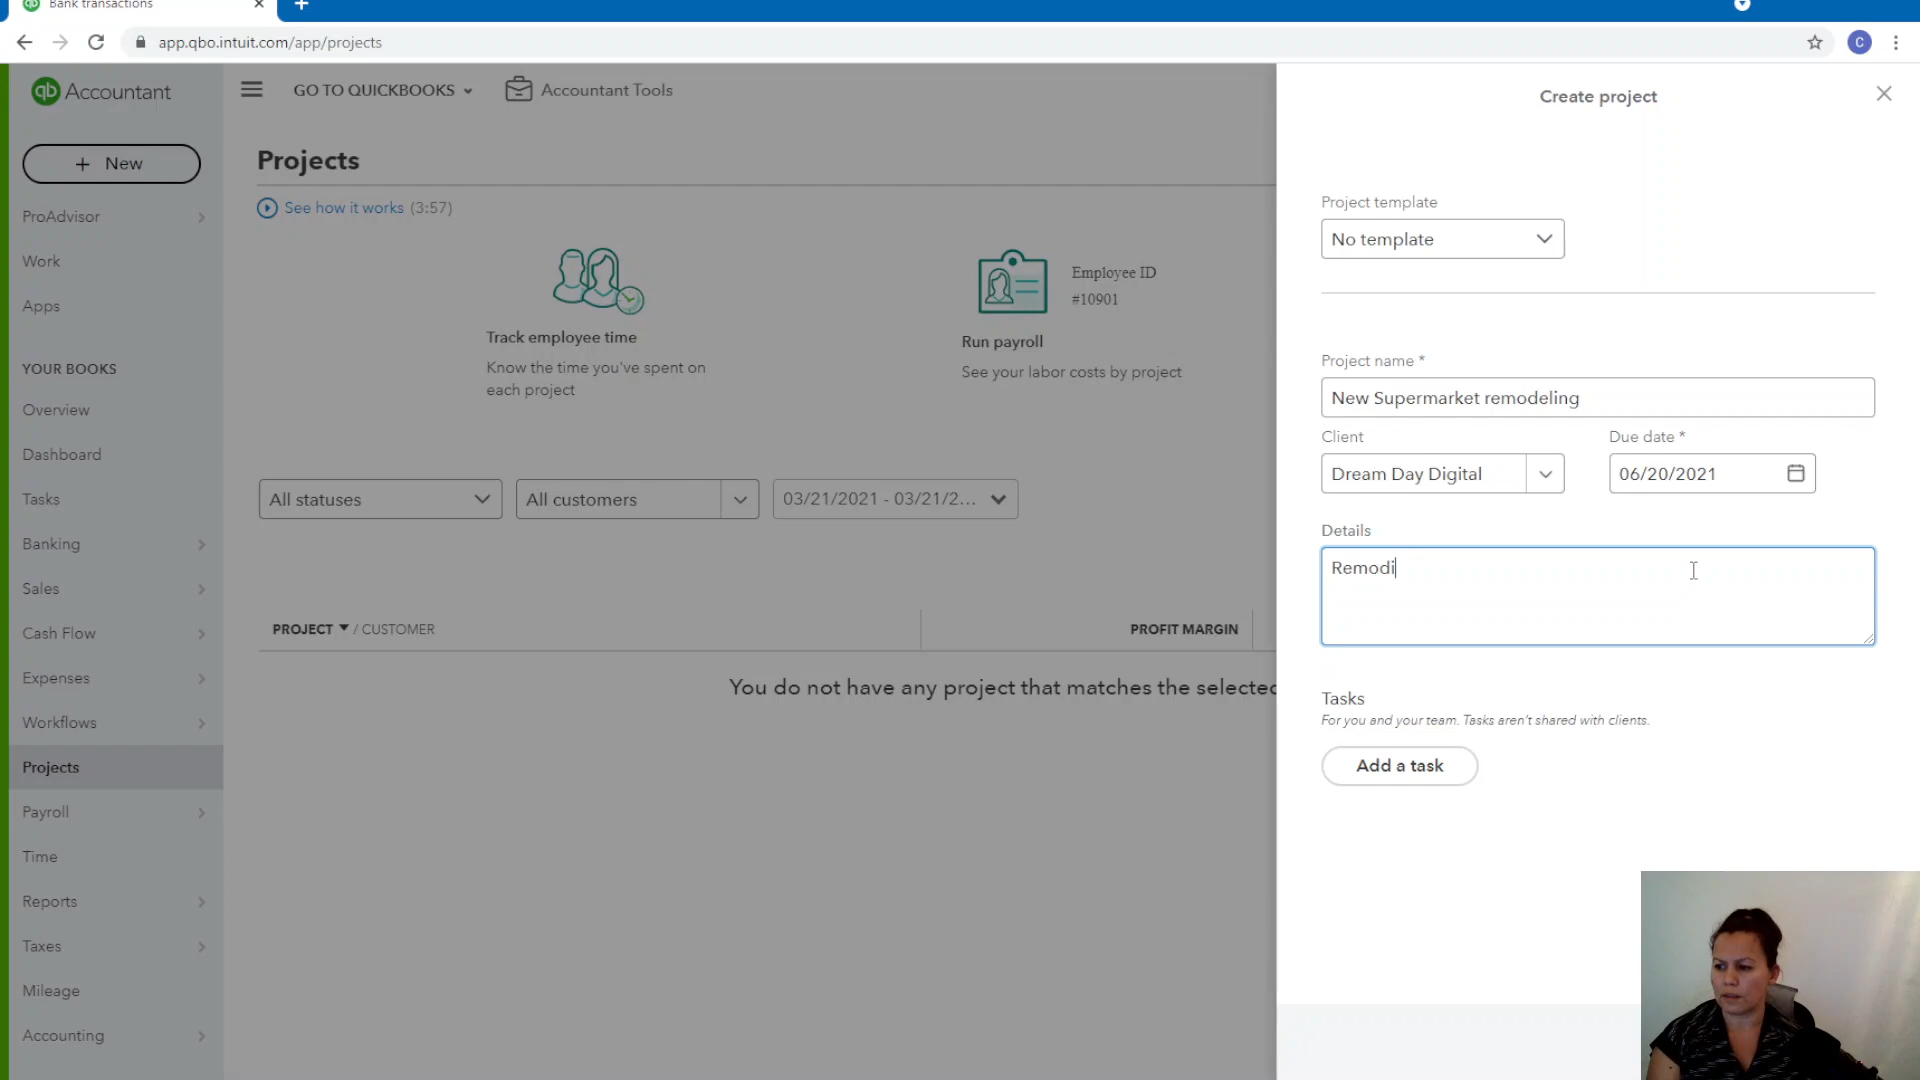 Bank transactions
app.qbo.intuit.com/app/projects
C
qb Accountant
GO TO QUICKBOOKS
Accountant Tools
+ New
ProAdvisor
Work
Apps
YOUR BOOKS
Overview
Dashboard
Tasks
Banking
Sales
Cash Flow
Expenses
Workflows
Projects
Payroll
Time
Reports
Taxes
Mileage
Accounting
Projects
See how it works (3:57)
Track employee time
Know the time you've spent on
each project
Employee ID
#10901
Run payroll
See your labor costs by project
All statuses
All customers
03/21/2021 - 03/21/2...
PROJECT / CUSTOMER
PROFIT MARGIN
You do not have any project that matches the selected
Create project
Project template
No template
Project name *
New Supermarket remodeling
Client
Due date *
Dream Day Digital
06/20/2021
Details
Remodi
Tasks
For you and your team. Tasks aren't shared with clients.
Add a task